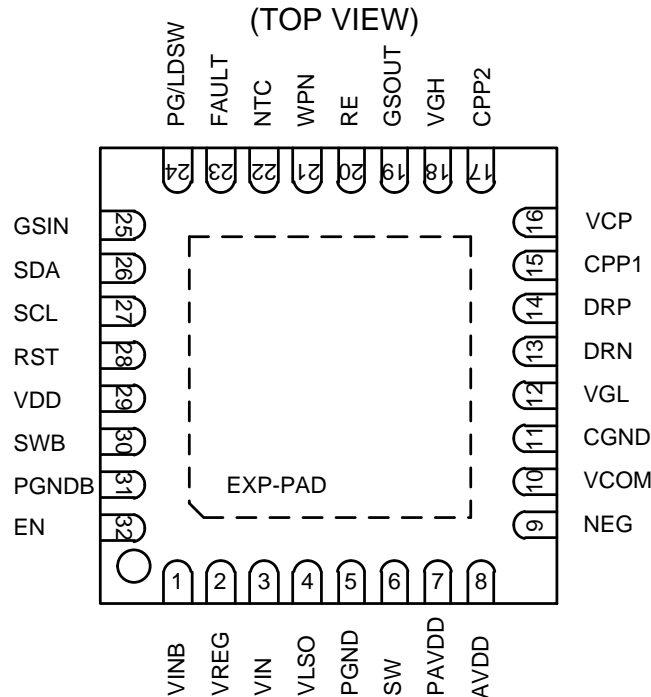 (TOP VIEW)
PG/LDSW
FAULT
NTC
WPN
RE
GSOUT
VGH
CPP2
24
23
22
21
20
19
18
17
GSIN 25
SDA 26
SCL 27
RST 28
VDD 29
SWB 30
PGNDB 31
EN 32
16 VCP
15 CPP1
14 DRP
13 DRN
12 VGL
11 CGND
10 VCOM
9 NEG
EXP-PAD
1
2
3
4
5
6
7
8
VINB
VREG
VIN
VLSO
PGND
SW
PAVDD
AVDD